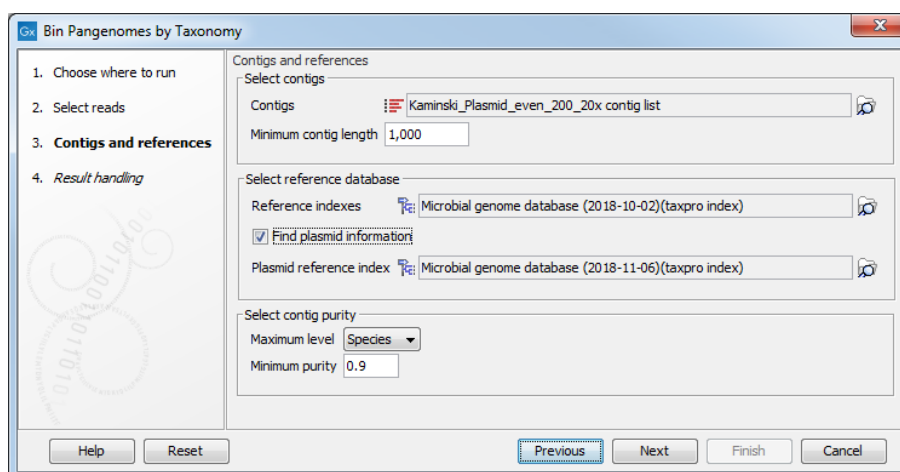 Gx Bin Pangenomes by Taxonomy
1. Choose where to run
2. Select reads
3. Contigs and references
4. Result handling
Contigs and references
Select contigs
Contigs Kaminski_Plasmid_even_200_20x contig list
Minimum contig length 1,000
Select reference database
Reference indexes Microbial genome database (2018-10-02)(taxpro index)
Find plasmid information
Plasmid reference index Microbial genome database (2018-11-06)(taxpro index)
Select contig purity
Maximum level Species
Minimum purity 0.9
Help Reset Previous Next Finish Cancel